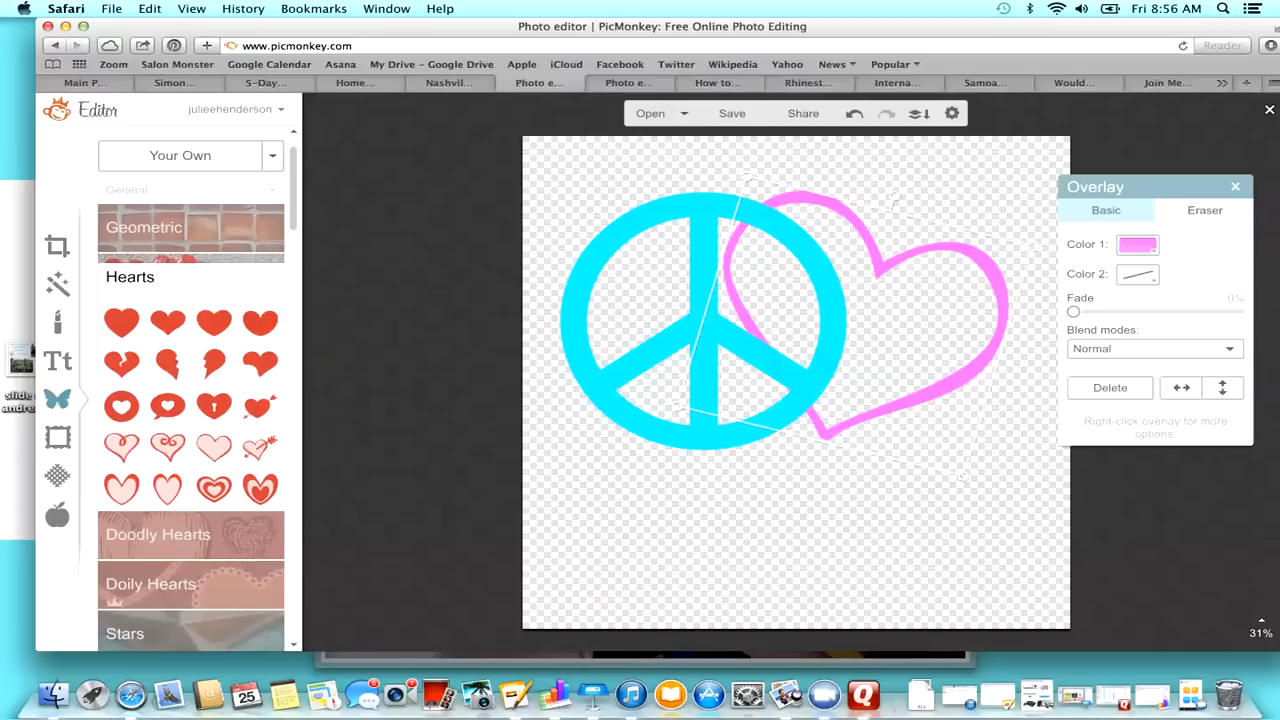 Safari File Edit View History Bookmarks Window Help Fri 8:56 AM
Photo editor | PicMonkey: Free Online Photo Editing
www.picmonkey.com Reader
Zoom Salon Monster Google Calendar Asana My Drive - Google Drive Apple iCloud Facebook Twitter Wikipedia Yahoo News Popular
Main P... Simon... 5-Day... Home... Nashvil... Photo e... Photo e... How to... Rhinest... Interna... Samoa... Would... Join Me...
Editor julieehenderson
Open Save Share
Your Own
General
Geometric
Hearts
Doodly Hearts
Doily Hearts
Stars
Overlay
Basic Eraser
Color 1:
Color 2:
Fade 0%
Blend modes:
Normal
Delete
Right-click overlay for more
options
31%
slide
andre
25